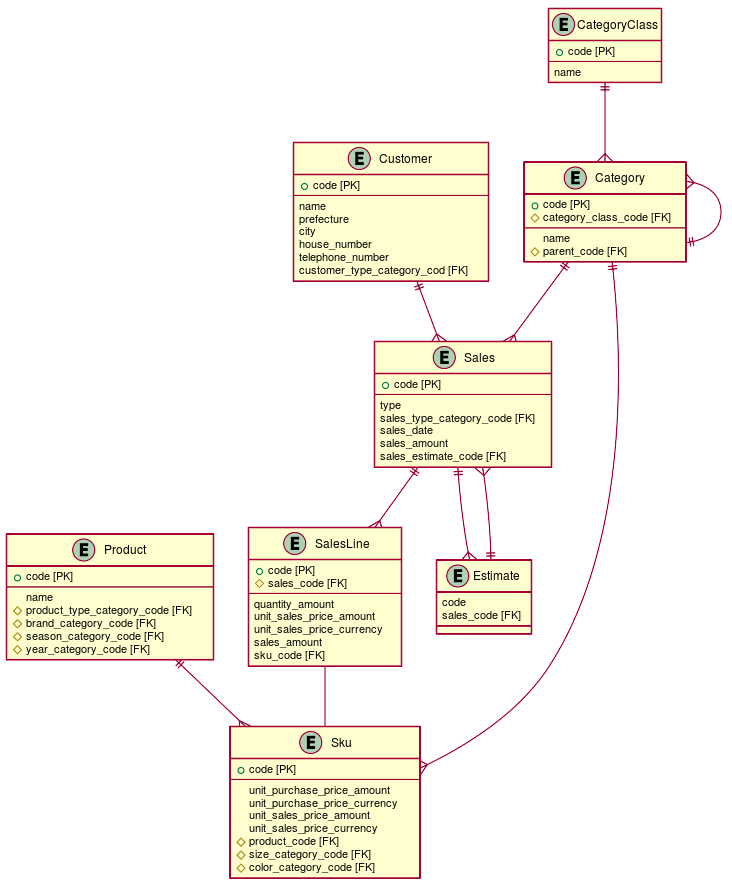 E CategoryClass
code [PK]
name
E Customer
code [PK]
name
prefecture
city
house_number
telephone_number
customer_type_category_cod [FK]
E Category
code [PK]
category_class_code [FK]
name
parent_code [FK]
E Sales
code [PK]
type
sales_type_category_code [FK]
sales_date
sales_amount
sales_estimate_code [FK]
E Product
code [PK]
name
product_type_category_code [FK]
brand_category_code [FK]
season_category_code [FK]
year_category_code [FK]
E SalesLine
code [PK]
sales_code [FK]
quantity_amount
unit_sales_price_amount
unit_sales_price_currency
sales_amount
sku_code [FK]
E Estimate
code
sales_code [FK]
E Sku
code [PK]
unit_purchase_price_amount
unit_purchase_price_currency
unit_sales_price_amount
unit_sales_price_currency
product_code [FK]
size_category_code [FK]
color_category_code [FK]